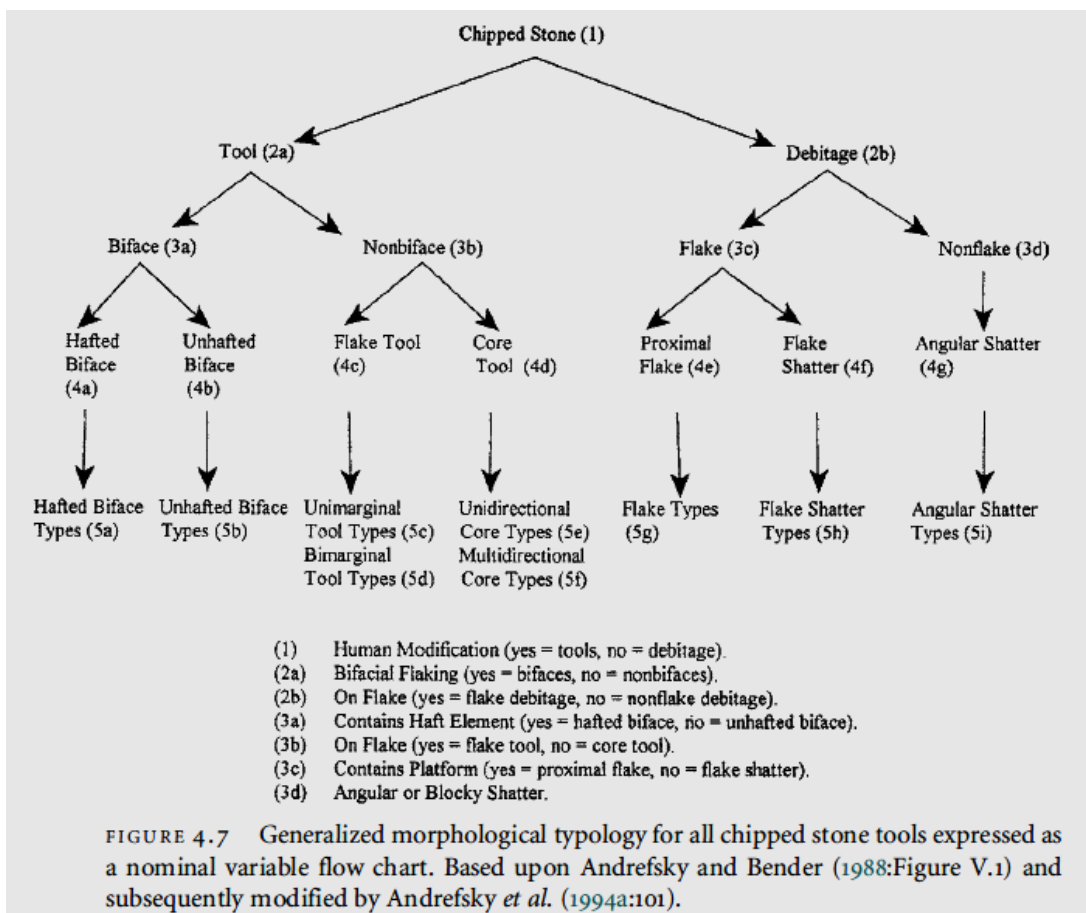 Chipped Stone (1)
Tool (2a)
Debitage (2b)
Biface (3a)
Nonbiface (3b)
Flake (3c)
Nonflake (3d)
Hafted
Biface
(4a)
Unhafted
Biface
(4b)
Flake Tool
(4c)
Core
Tool (4d)
Proximal
Flake (4e)
Flake
Shatter (4f)
Angular Shatter
(4g)
Hafted Biface
Types (5a)
Unhafted Biface
Types (5b)
Unimarginal
Tool Types (5c)
Bimarginal
Tool Types (5d)
Unidirectional
Core Types (5e)
Multidirectional
Core Types (5f)
Flake Types
(5g)
Flake Shatter
Types (5h)
Angular Shatter
Types (5i)
(1) Human Modification (yes = tools, no = debitage).
(2a) Bifacial Flaking (yes = bifaces, no = nonbifaces).
(2b) On Flake (yes = flake debitage, no = nonflake debitage).
(3a) Contains Haft Element (yes = hafted biface, no = unhafted biface).
(3b) On Flake (yes = flake tool, no = core tool).
(3c) Contains Platform (yes = proximal flake, no = flake shatter).
(3d) Angular or Blocky Shatter.
FIGURE 4.7 Generalized morphological typology for all chipped stone tools expressed as
a nominal variable flow chart. Based upon Andrefsky and Bender (1988:Figure V.1) and
subsequently modified by Andrefsky et al. (1994a:101).